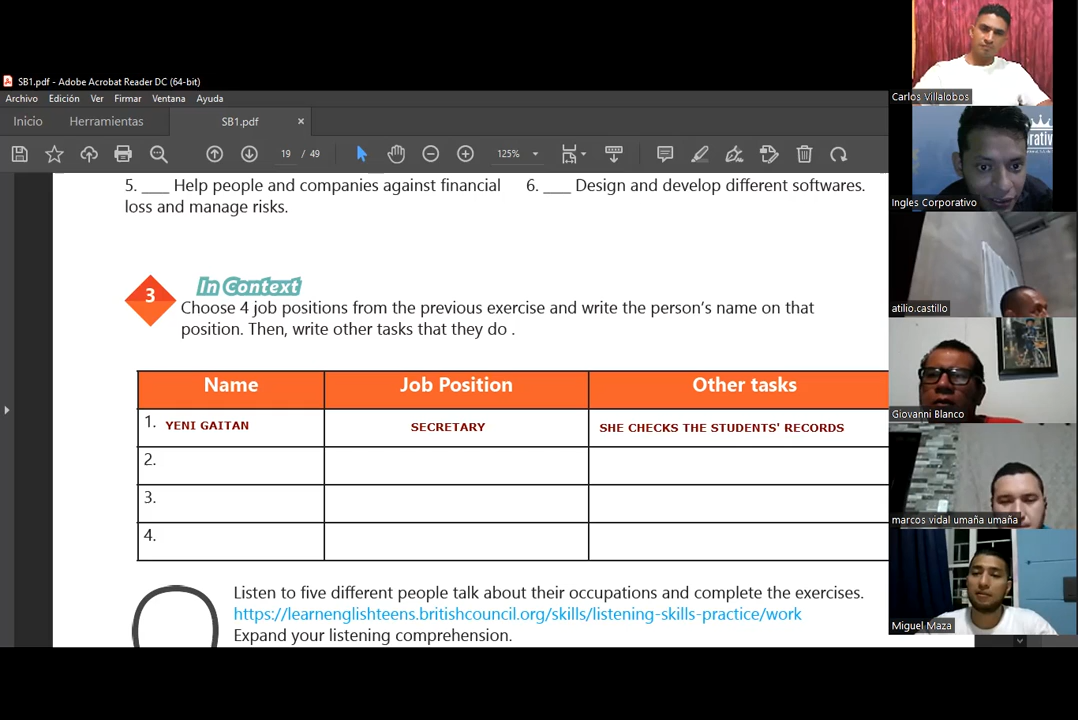 SB1.pdf - Adobe Acrobat Reader DC (64-bit)
Archivo Edición Ver Firmar Ventana Ayuda
Inicio Herramientas SB1.pdf ×
19 / 49 125%
5. ___ Help people and companies against financial
loss and manage risks.
6. ___ Design and develop different softwares.
3 In Context
Choose 4 job positions from the previous exercise and write the person's name on that
position. Then, write other tasks that they do .
Name Job Position Other tasks
1. YENI GAITAN SECRETARY SHE CHECKS THE STUDENTS' RECORDS
2.
3.
4.
Listen to five different people talk about their occupations and complete the exercises.
https://learnenglishteens.britishcouncil.org/skills/listening-skills-practice/work
Expand your listening comprehension.
Carlos Villalobos
Ingles Corporativo
atilio.castillo
Giovanni Blanco
marcos vidal umaña umaña
Miguel Maza